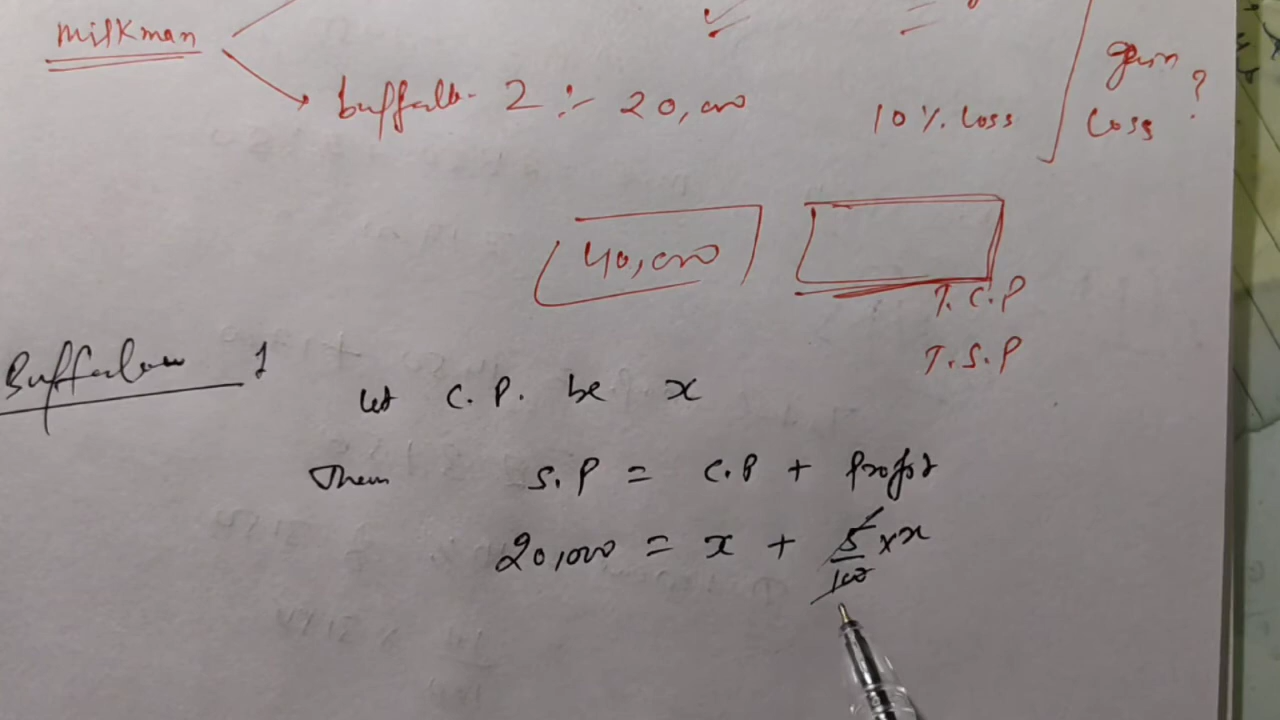 milkman
buffalo - 2 :- 20,000 10% Loss
gain
Loss ?
40,000
T. C.P
T. S.P
Buffalow 1
let C. P. be x
Then S.P = C.P + Profit
20,000 = x + 5/100 × x